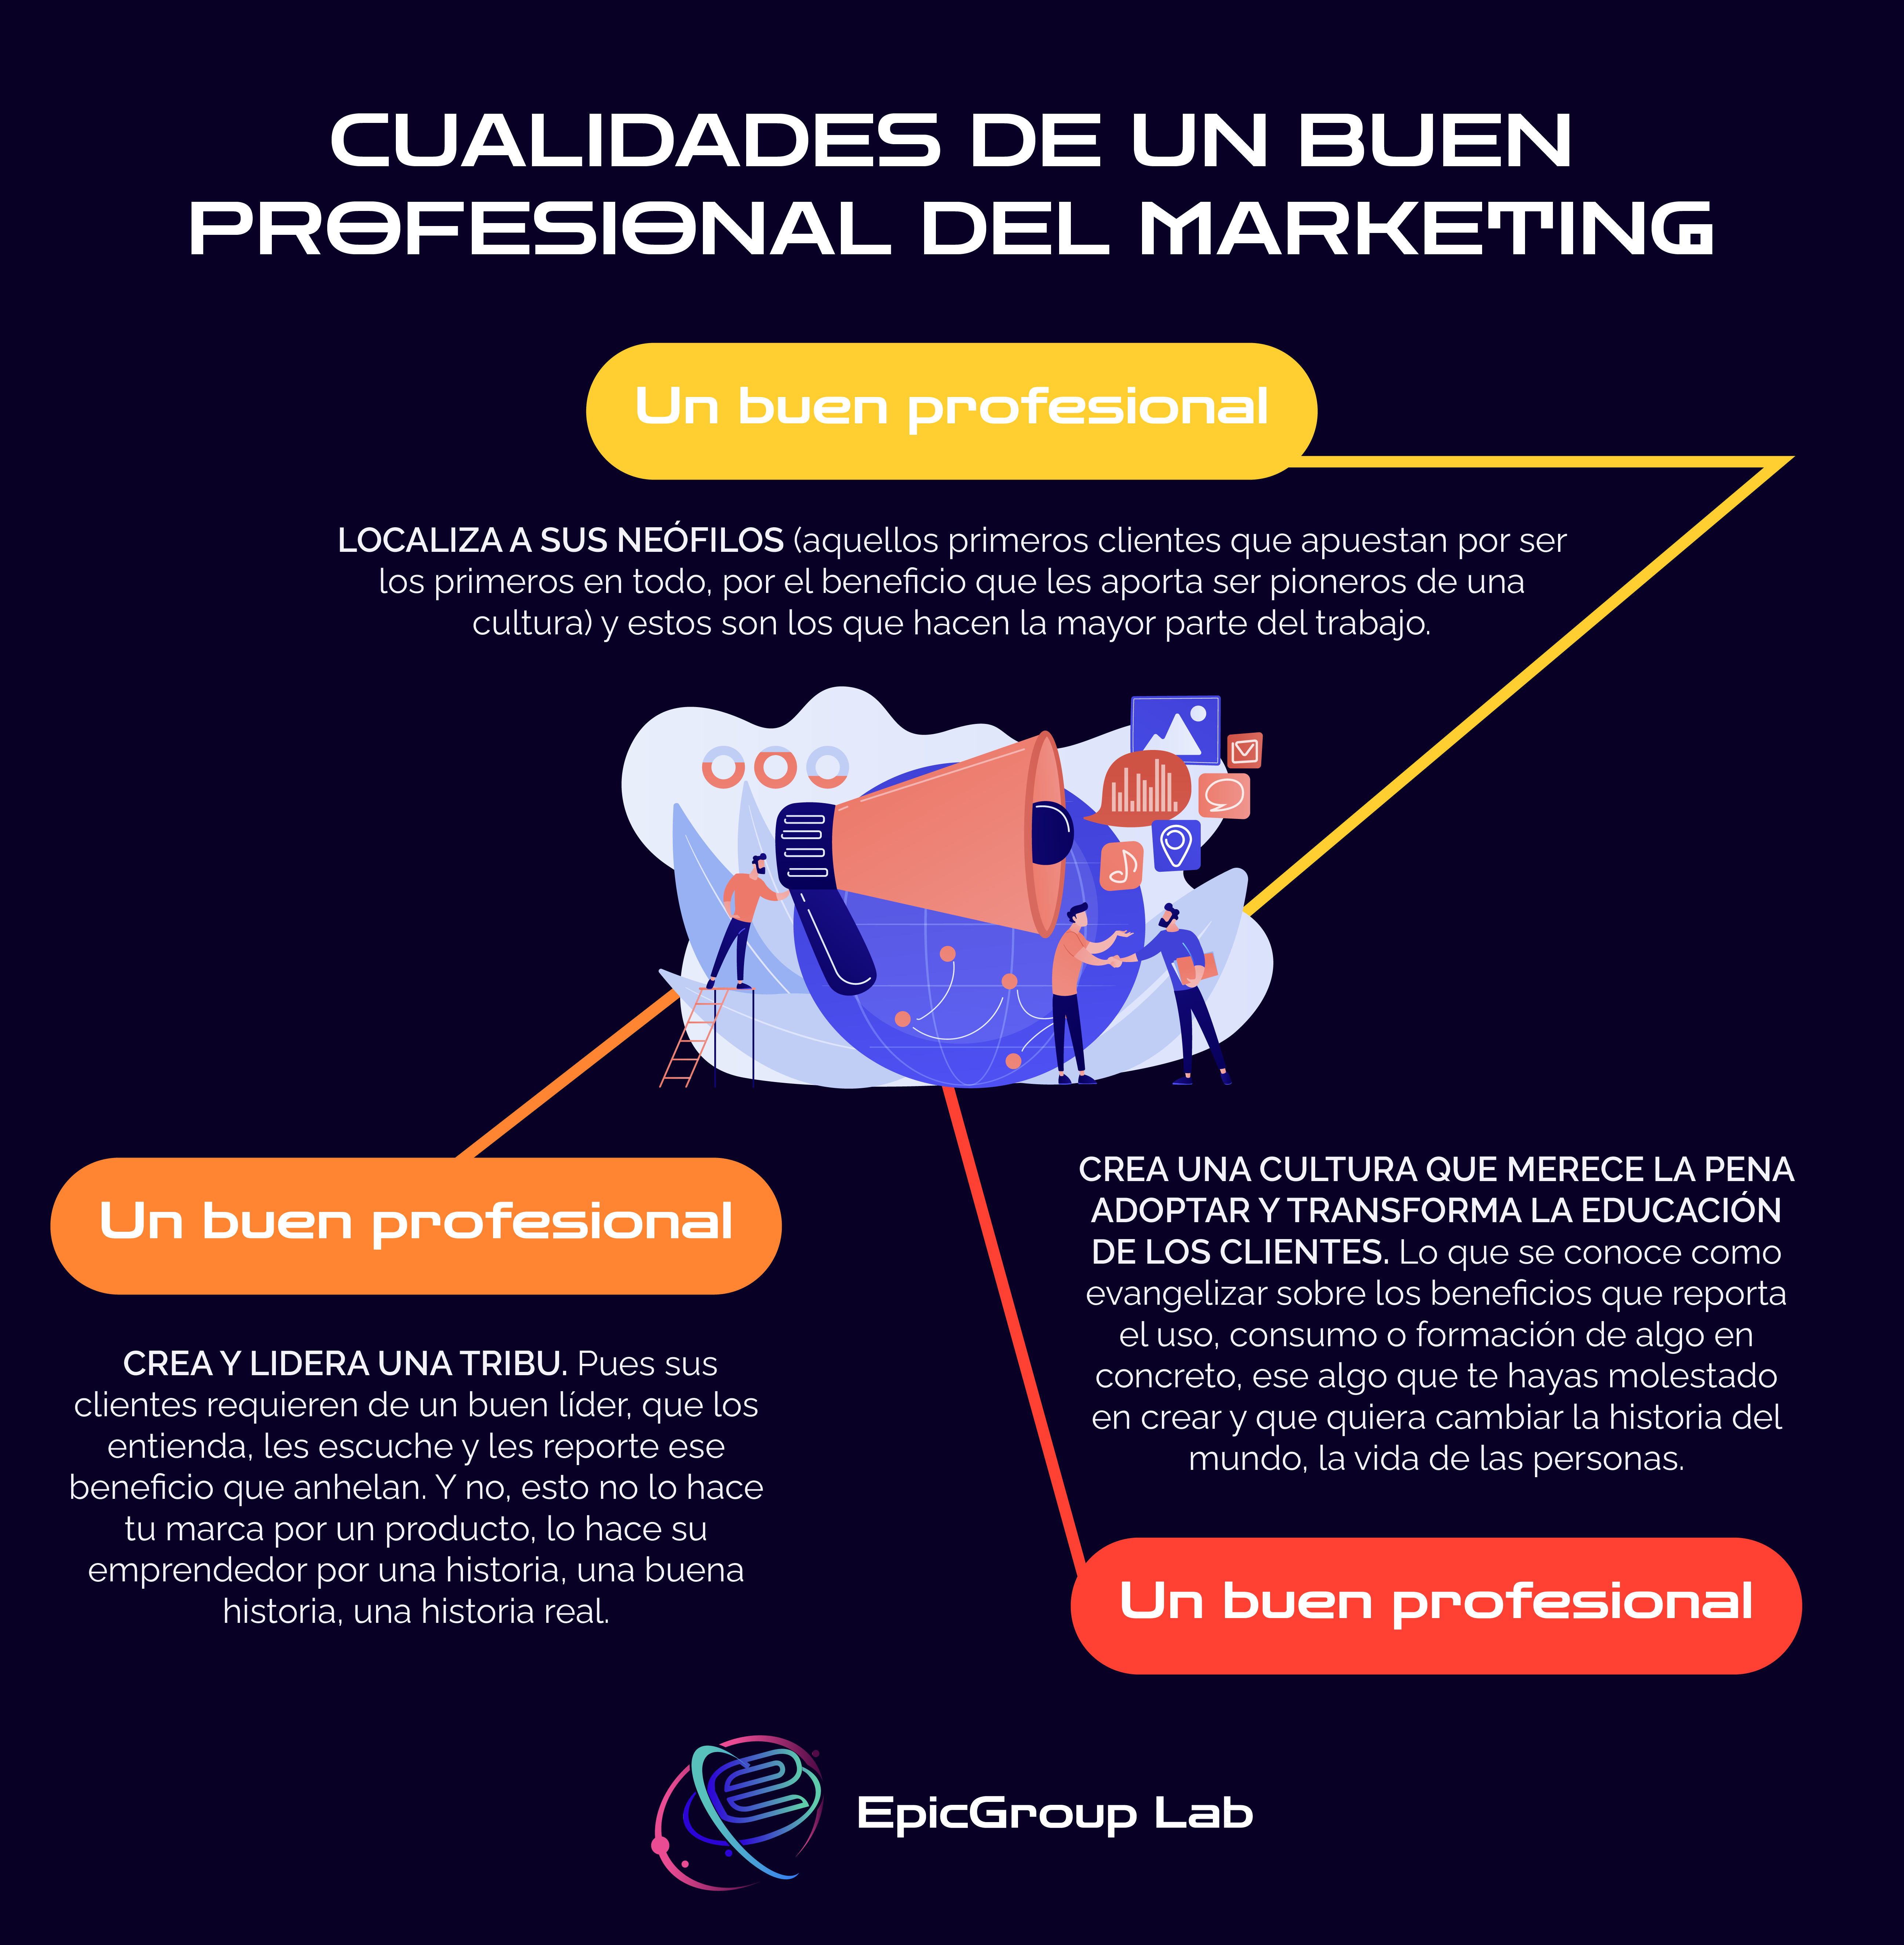 CUALIDADES DE UN BUEN
PROFESIONAL DEL MARKETING
Un buen profesional
LOCALIZA A SUS NEÓFILOS (aquellos primeros clientes que apuestan por ser
los primeros en todo, por el beneficio que les aporta ser pioneros de una
cultura) y estos son los que hacen la mayor parte del trabajo.
Un buen profesional
CREA Y LIDERA UNA TRIBU. Pues sus
clientes requieren de un buen líder, que los
entienda, les escuche y les reporte ese
beneficio que anhelan. Y no, esto no lo hace
tu marca por un producto, lo hace su
emprendedor por una historia, una buena
historia, una historia real.
CREA UNA CULTURA QUE MERECE LA PENA
ADOPTAR Y TRANSFORMA LA EDUCACIÓN
DE LOS CLIENTES. Lo que se conoce como
evangelizar sobre los beneficios que reporta
el uso, consumo o formación de algo en
concreto, ese algo que te hayas molestado
en crear y que quiera cambiar la historia del
mundo, la vida de las personas.
Un buen profesional
EpicGroup Lab